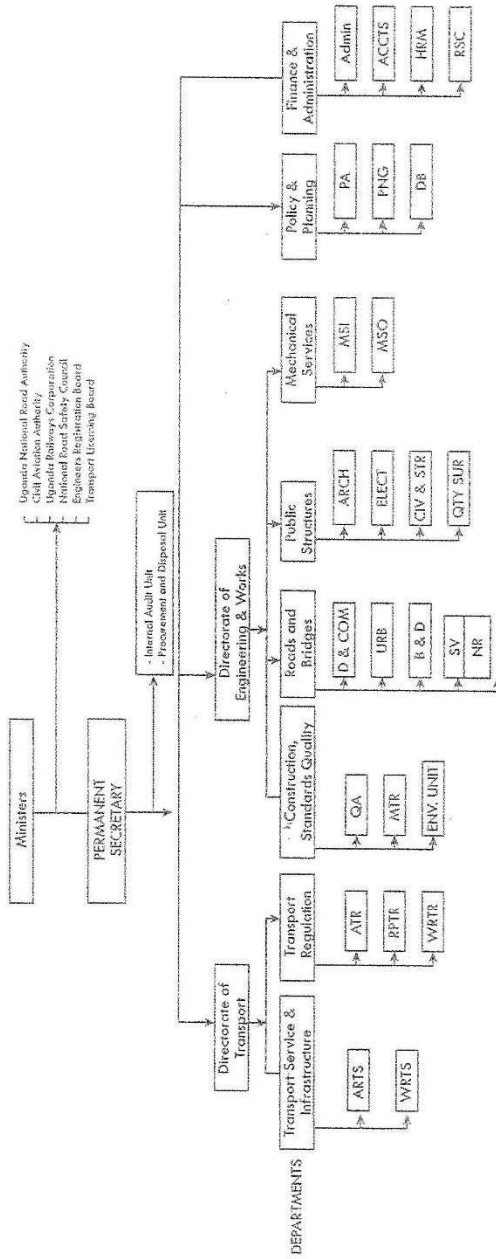 Ministers
Uganda National Road Authority
Civil Aviation Authority
Uganda Railways Corporation
National Road Safety Council
Engineers Registration Board
Transport Licensing Board
PERMANENT
SECRETARY
- Internal Audit Unit
- Procurement and Disposal Unit
Directorate of
Transport
Directorate of
Engineering & Works
DEPARTMENTS
Transport Service &
Infrastructure
ARTS
WRTS
Transport
Regulation
ATR
RPTR
WRTR
Construction,
Standards Quality
QA
MTR
ENV. UNIT
Roads and
Bridges
D & COM
URB
B & D
SV
NR
Public
Structures
ARCH
ELECT
CIV & STR
QTY SUR
Mechanical
Services
MSI
MSO
Policy &
Planning
PA
PNG
DB
Finance &
Administration
Admin
ACCTS
HRM
RSC